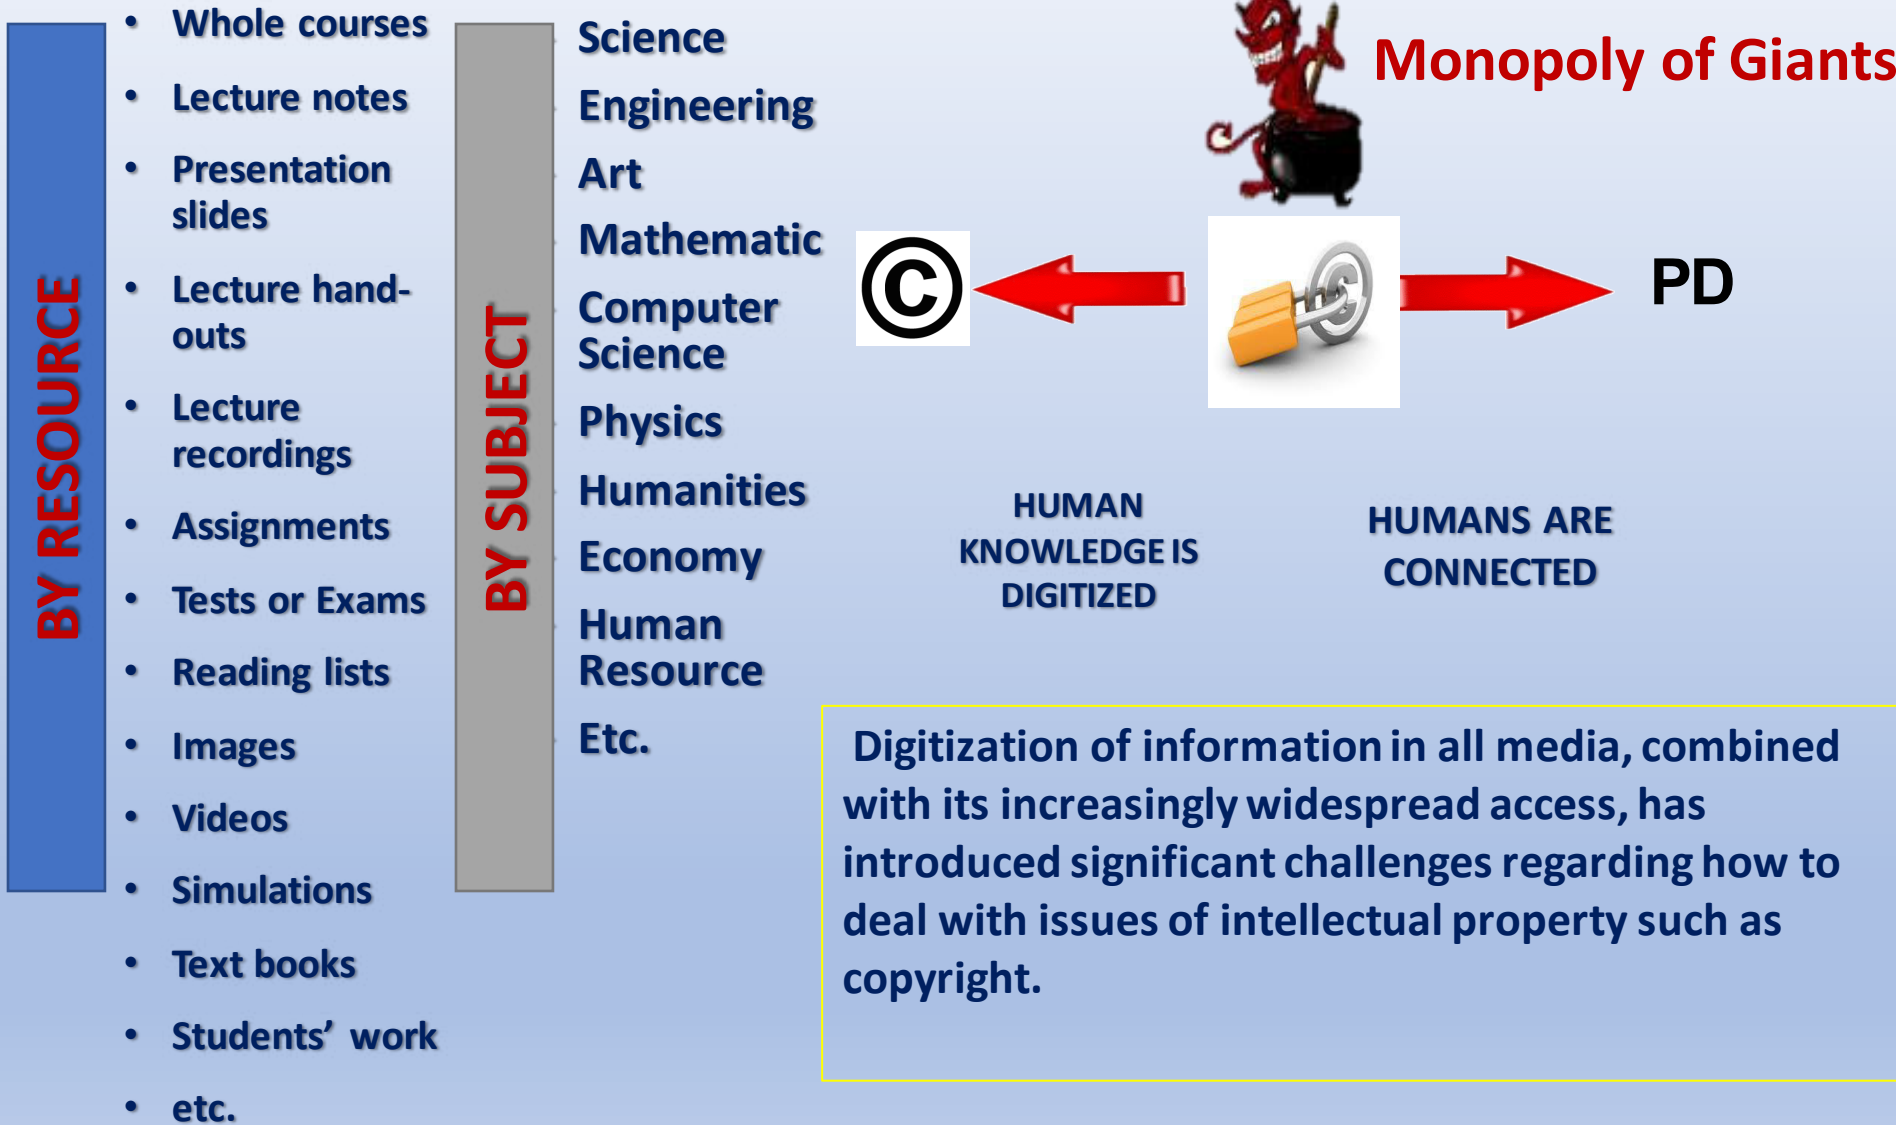 BY RESOURCE
• Whole courses
• Lecture notes
• Presentation
slides
• Lecture hand-
outs
• Lecture
recordings
• Assignments
• Tests or Exams
• Reading lists
• Images
• Videos
• Simulations
• Text books
• Students’ work
• etc.
BY SUBJECT
Science
Engineering
Art
Mathematic
Computer
Science
Physics
Humanities
Economy
Human
Resource
Etc.
Monopoly of Giants
©
©
PD
HUMAN
KNOWLEDGE IS
DIGITIZED
HUMANS ARE
CONNECTED
Digitization of information in all media, combined
with its increasingly widespread access, has
introduced significant challenges regarding how to
deal with issues of intellectual property such as
copyright.